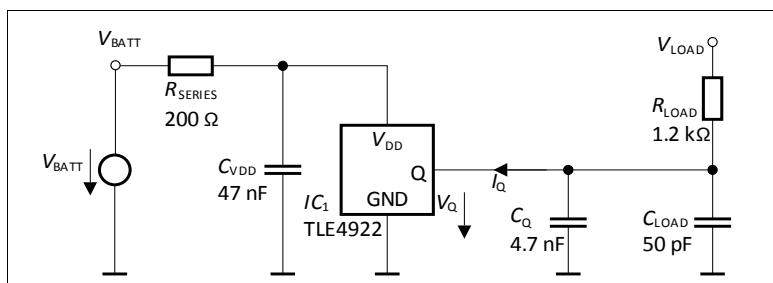 V_BATT
R_SERIES
200 Ω
V_BATT
C_VDD
47 nF
V_DD
Q
GND
IC_1
TLE4922
V_Q
I_Q
C_Q
4.7 nF
V_LOAD
R_LOAD
1.2 kΩ
C_LOAD
50 pF